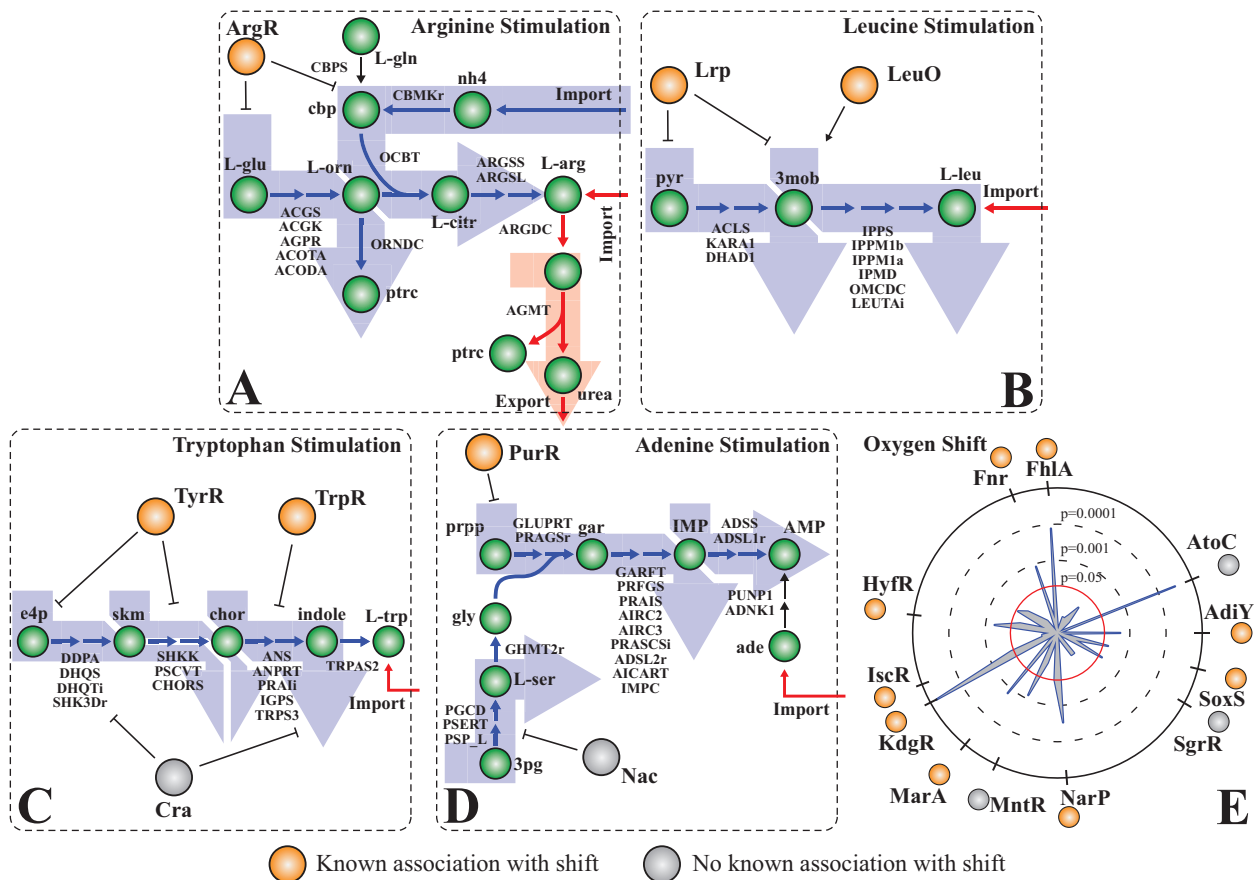 ArgR
Arginine Stimulation
L-gln
CBPS
nh4
cbp
CBMKr
Import
OCBT
L-glu
L-orn
ARGSS
ARGSL
L-arg
L-citr
ACGS
ACGK
AGPR
ACOTA
ACODA
ORNDC
ARGDC
Import
ptrc
AGMT
ptrc
urea
Export
A
Leucine Stimulation
Lrp
LeuO
pyr
3mob
L-leu
Import
ACLS
KARA1
DHAD1
IPPS
IPPM1b
IPPM1a
IPMD
OMCDC
LEUTAi
B
Tryptophan Stimulation
TyrR
TrpR
e4p
skm
chor
indole
L-trp
DDPA
DHQS
DHQTi
SHK3Dr
SHKK
PSCVT
CHORS
ANS
ANPRT
PRAIi
IGPS
TRPS3
TRPAS2
Import
Cra
C
Adenine Stimulation
PurR
prpp
GLUPRT
PRAGSr
gar
IMP
ADSS
ADSL1r
AMP
GARFT
PRFGS
PRAIS
AIRC2
AIRC3
PRASCSi
ADSL2r
AICART
IMPC
PUNP1
ADNK1
gly
ade
GHMT2r
L-ser
Import
PGCD
PSERT
PSP_L
3pg
Nac
D
Oxygen Shift
Fnr
FhlA
p=0.0001
p=0.001
p=0.05
AtoC
HyfR
AdiY
IscR
SoxS
KdgR
SgrR
MarA
MntR
NarP
E
Known association with shift
No known association with shift